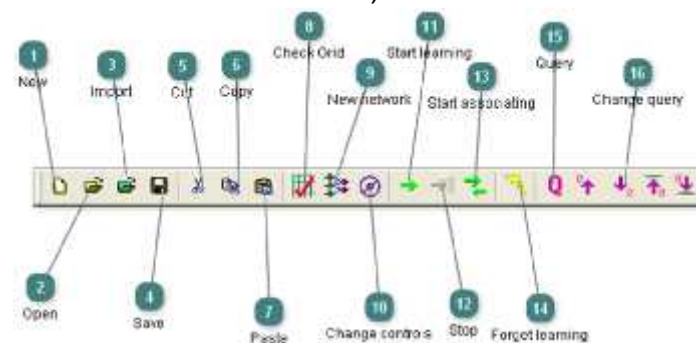 8
11
15
1
3
5
6
Check Grid
Start learning
Query
New
Import
Cut
Copy
9
13
16
New network
Start associating
Change query
Q
2
4
7
10
12
14
Open
Save
Paste
Change controls
Stop
Forget learning